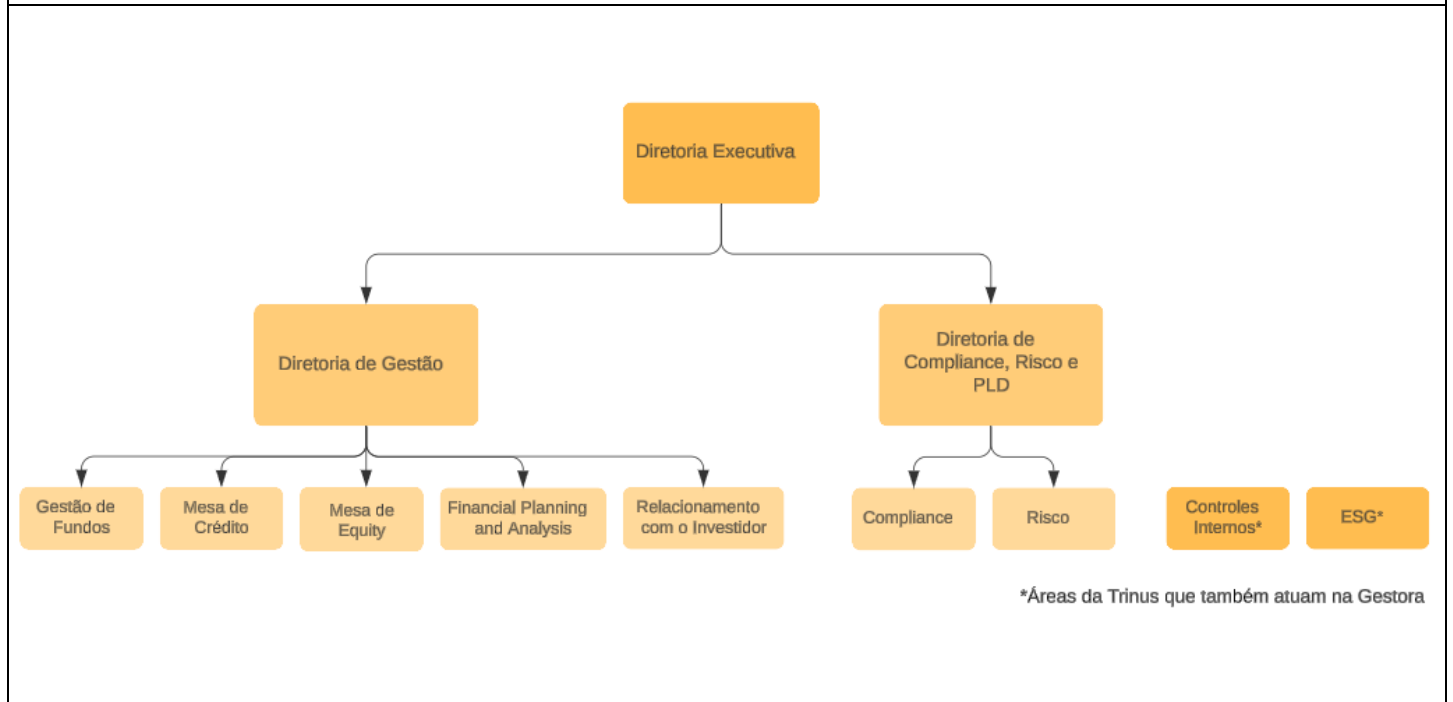 Diretoria Executiva
Diretoria de Gestão
Diretoria de
Compliance, Risco e
PLD
Gestão de
Fundos
Mesa de
Crédito
Mesa de
Equity
Financial Planning
and Analysis
Relacionamento
com o Investidor
Compliance
Risco
Controles
Internos*
ESG*
*Áreas da Trinus que também atuam na Gestora